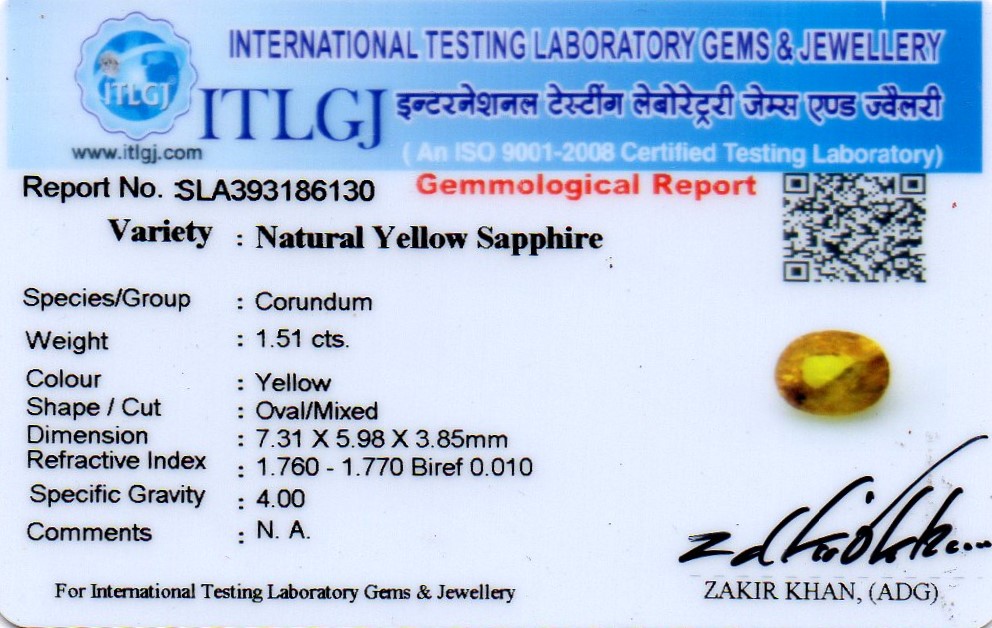 INTERNATIONAL TESTING LABORATORY GEMS & JEWELLERY
ITLGJ
ITLGJ
इन्टरनेशनल टेस्टींग लेबोरेट्ररी जेम्स एण्ड ज्वैलरी
www.itlgj.com
( An ISO 9001-2008 Certified Testing Laboratory)
Report No. :SLA393186130
Gemmological Report
Variety : Natural Yellow Sapphire
Species/Group : Corundum
Weight : 1.51 cts.
Colour : Yellow
Shape / Cut : Oval/Mixed
Dimension : 7.31 X 5.98 X 3.85mm
Refractive Index : 1.760 - 1.770 Biref 0.010
Specific Gravity : 4.00
Comments : N. A.
For International Testing Laboratory Gems & Jewellery
ZAKIR KHAN, (ADG)